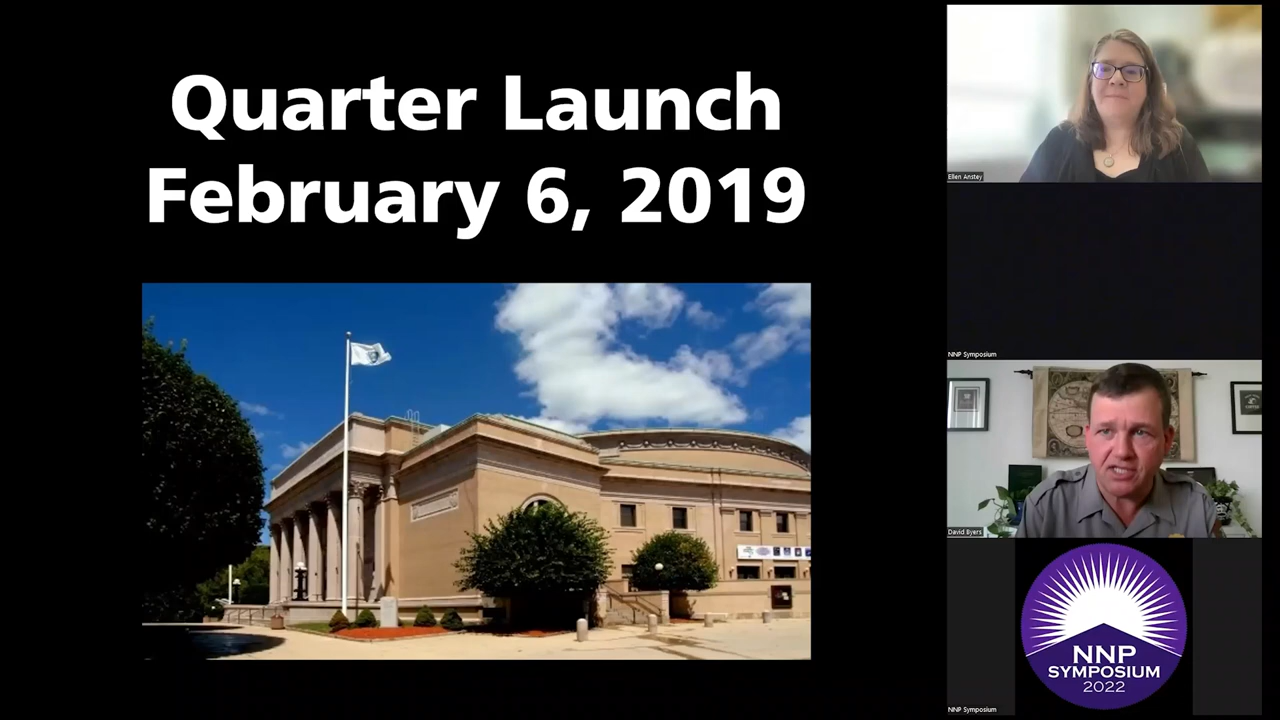 Quarter Launch
February 6, 2019
Ellen Anstey
NNP Symposium
David Byers
NNP
SYMPOSIUM
2022
NNP Symposium